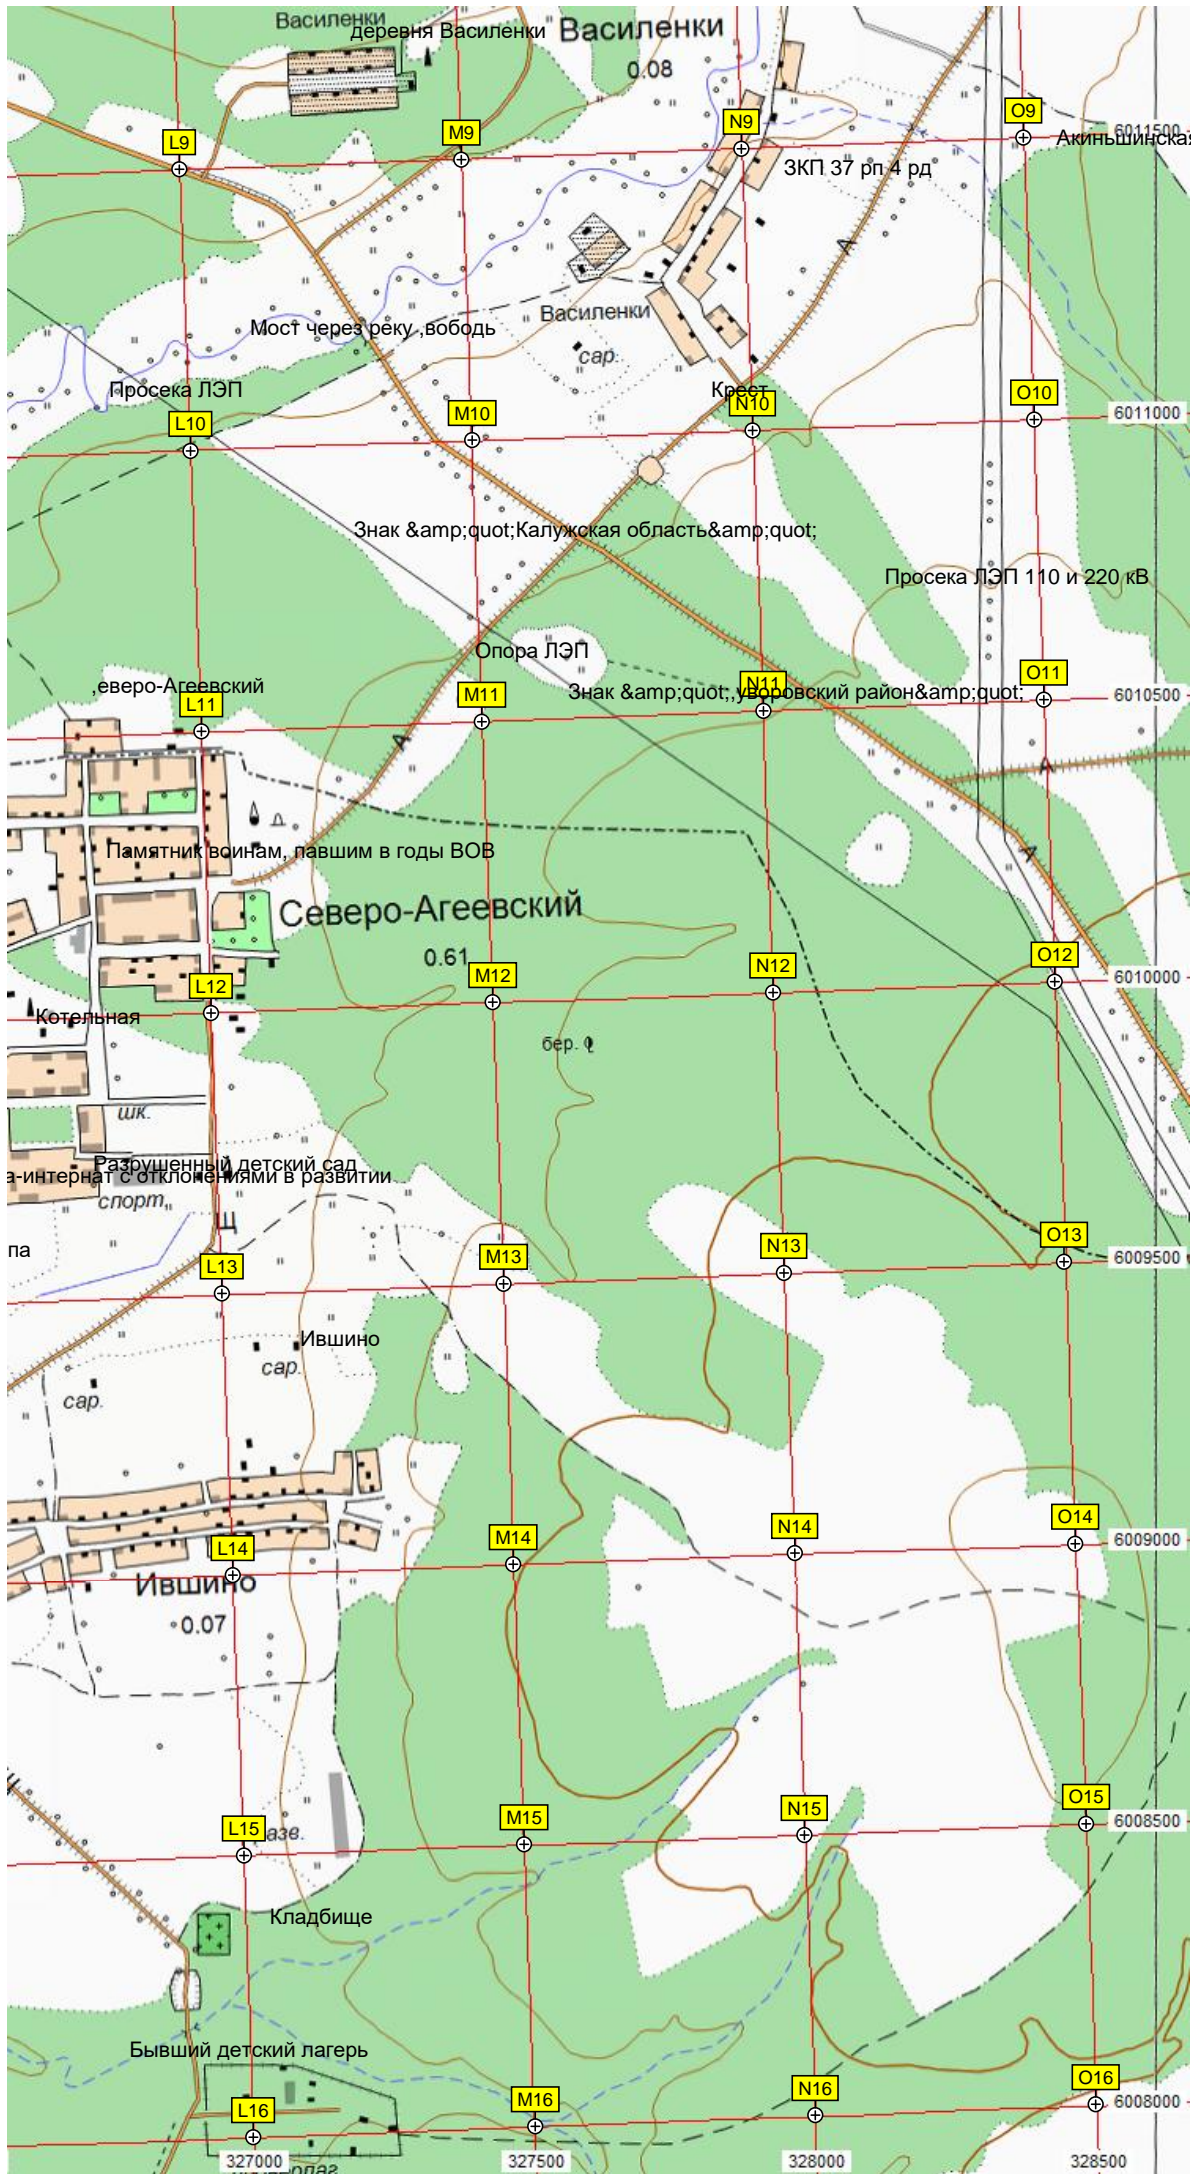 Василенки
деревня Василенки
Василенки
0.08
L9
M9
N9
O9
6011500
Акиньшинская
ЗКП 37 рп 4 рд
Василенки
Мост через реку ,вободь
сар.
Просека ЛЭП
Крест
L10
M10
N10
O10
6011000
Знак &amp;quot;Калужская область&amp;quot;
Просека ЛЭП 110 и 220 кВ
Опора ЛЭП
,еверо-Агеевский
Знак &amp;quot;,уворовский район&amp;quot;
L11
M11
N11
O11
6010500
А
А
А
А
Памятник воинам, павшим в годы ВОВ
Северо-Агеевский
0.61
L12
M12
N12
O12
6010000
Котельная
бер.
шк.
Разрушенный детский сад
а-интернат с отклонениями в развитии
спорт.
Щ
па
L13
M13
N13
O13
6009500
Ившино
сар.
сар.
L14
M14
N14
O14
6009000
Ившино
0.07
L15
M15
N15
O15
6008500
азв.
Кладбище
Бывший детский лагерь
L16
M16
N16
O16
6008000
327000
327500
328000
328500